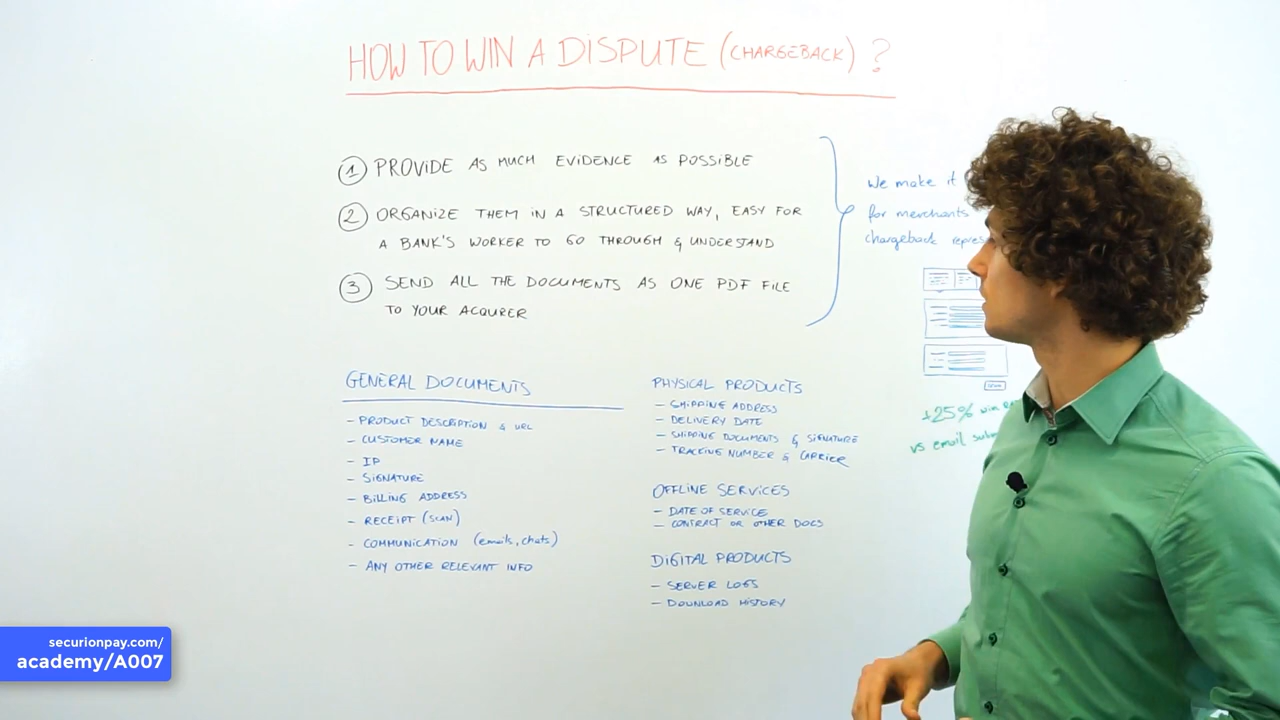 HOW TO WIN A DISPUTE (CHARGEBACK) ?
1 PROVIDE AS MUCH EVIDENCE AS POSSIBLE
2 ORGANIZE THEM IN A STRUCTURED WAY, EASY FOR
A BANK'S WORKER TO GO THROUGH & UNDERSTAND
3 SEND ALL THE DOCUMENTS AS ONE PDF FILE
TO YOUR ACQURER
We make it
for merchants
chargeback repres
+25% win
vs email
GENERAL DOCUMENTS
- PRODUCT DESCRIPTION & URL
- CUSTOMER NAME
- IP
- SIGNATURE
- BILLING ADDRESS
- RECEIPT (SCAN)
- COMMUNICATION (emails, chats)
- ANY OTHER RELEVANT INFO
PHYSICAL PRODUCTS
- SHIPPING ADDRESS
- DELIVERY DATE
- SHIPPING DOCUMENTS & SIGNATURE
- TRACKING NUMBER & CARRIER
OFFLINE SERVICES
- DATE OF SERVICE
- CONTRACT OR OTHER DOCS
DIGITAL PRODUCTS
- SERVER LOGS
- DOWNLOAD HISTORY
securionpay.com/
academy/A007